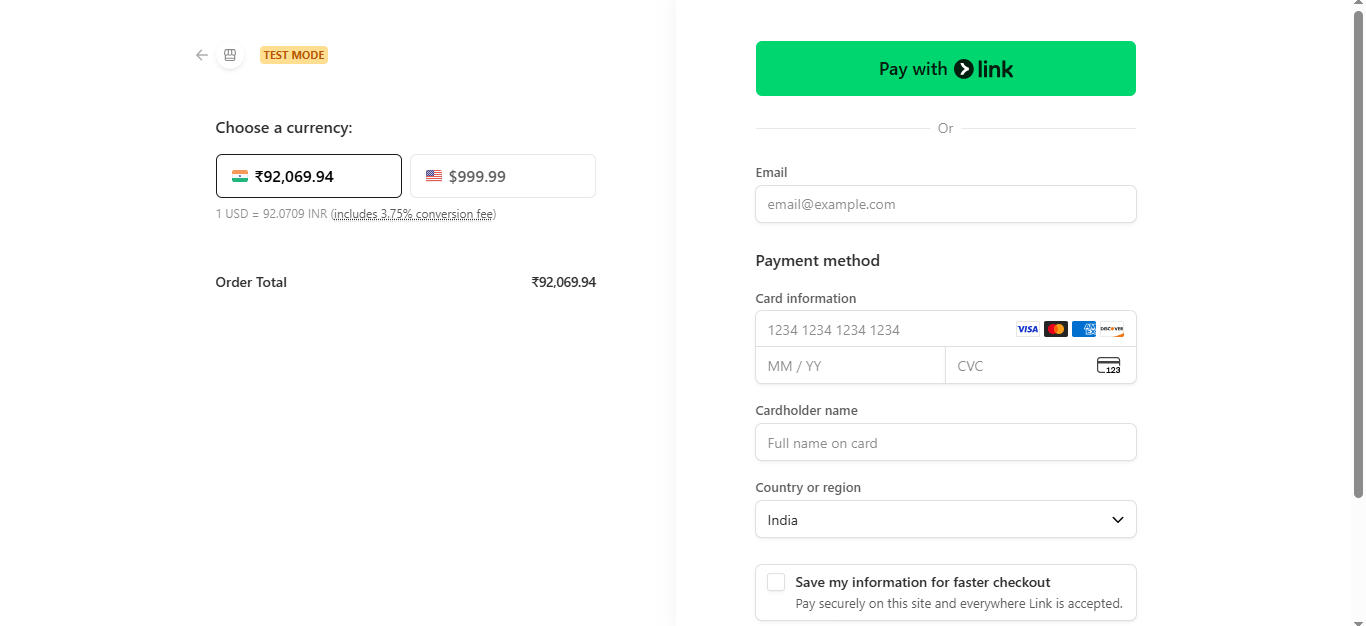 TEST MODE
Choose a currency:
₹92,069.94
$999.99
1 USD = 92.0709 INR (includes 3.75% conversion fee)
Order Total
₹92,069.94
Pay with link
Or
Email
email@example.com
Payment method
Card information
1234 1234 1234 1234
VISA
DISCOVER
MM / YY
CVC
123
Cardholder name
Full name on card
Country or region
India
Save my information for faster checkout
Pay securely on this site and everywhere Link is accepted.